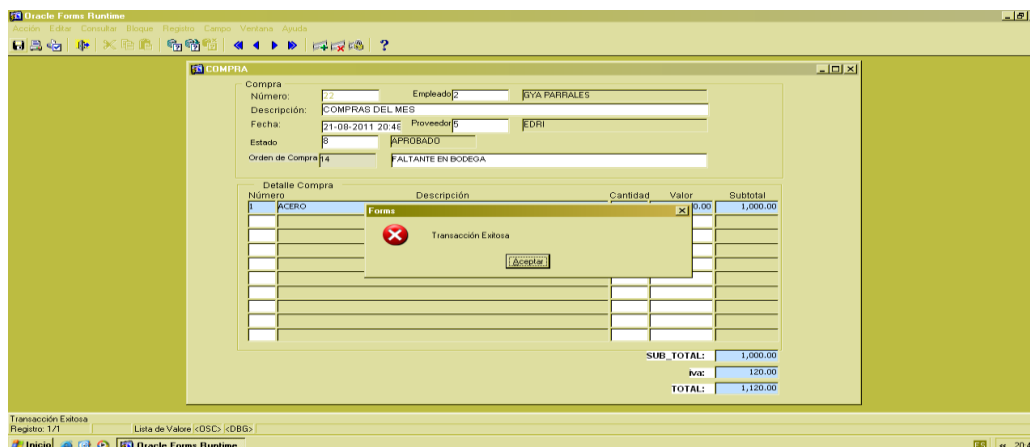 Oracle Forms Runtime
Acción Editar Consultar Bloque Registro Campo Ventana Ayuda
COMPRA
Compra
Número: 22 Empleado 2 GYA PARRALES
Descripción: COMPRAS DEL MES
Fecha: 21-08-2011 20:46 Proveedor 5 EDRI
Estado 8 APROBADO
Orden de Compra 14 FALTANTE EN BODEGA
Detalle Compra
Número Descripción Cantidad Valor Subtotal
1 ACERO 0.00 1,000.00
Forms
Transacción Exitosa
Aceptar
SUB_TOTAL: 1,000.00
iva: 120.00
TOTAL: 1,120.00
Transacción Exitosa
Registro: 1/1 Lista de Valore <OSC> <DBG>
Inicio Oracle Forms Runtime « 20:4